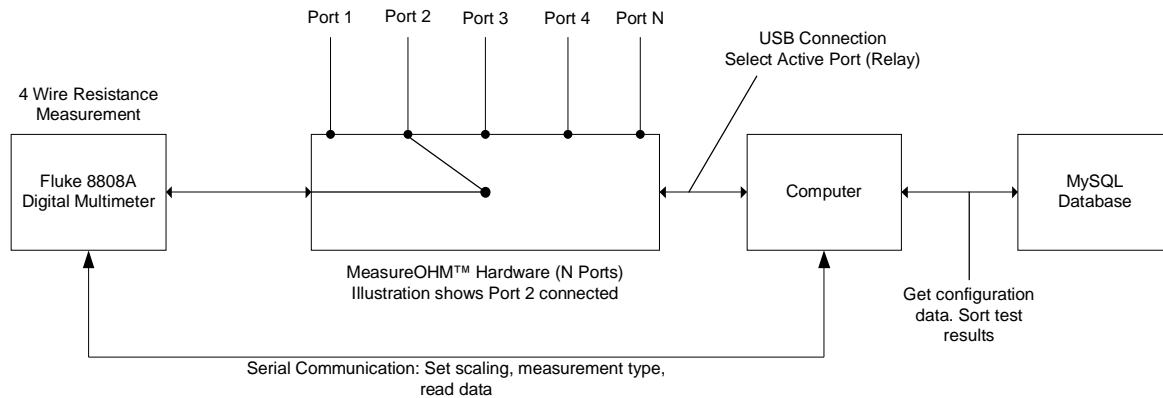 Port 1
Port 2
Port 3
Port 4
Port N
USB Connection
Select Active Port (Relay)
4 Wire Resistance
Measurement
Fluke 8808A
Digital Multimeter
Computer
MySQL
Database
MeasureOHM™ Hardware (N Ports)
Illustration shows Port 2 connected
Get configuration
data. Sort test
results
Serial Communication: Set scaling, measurement type,
read data